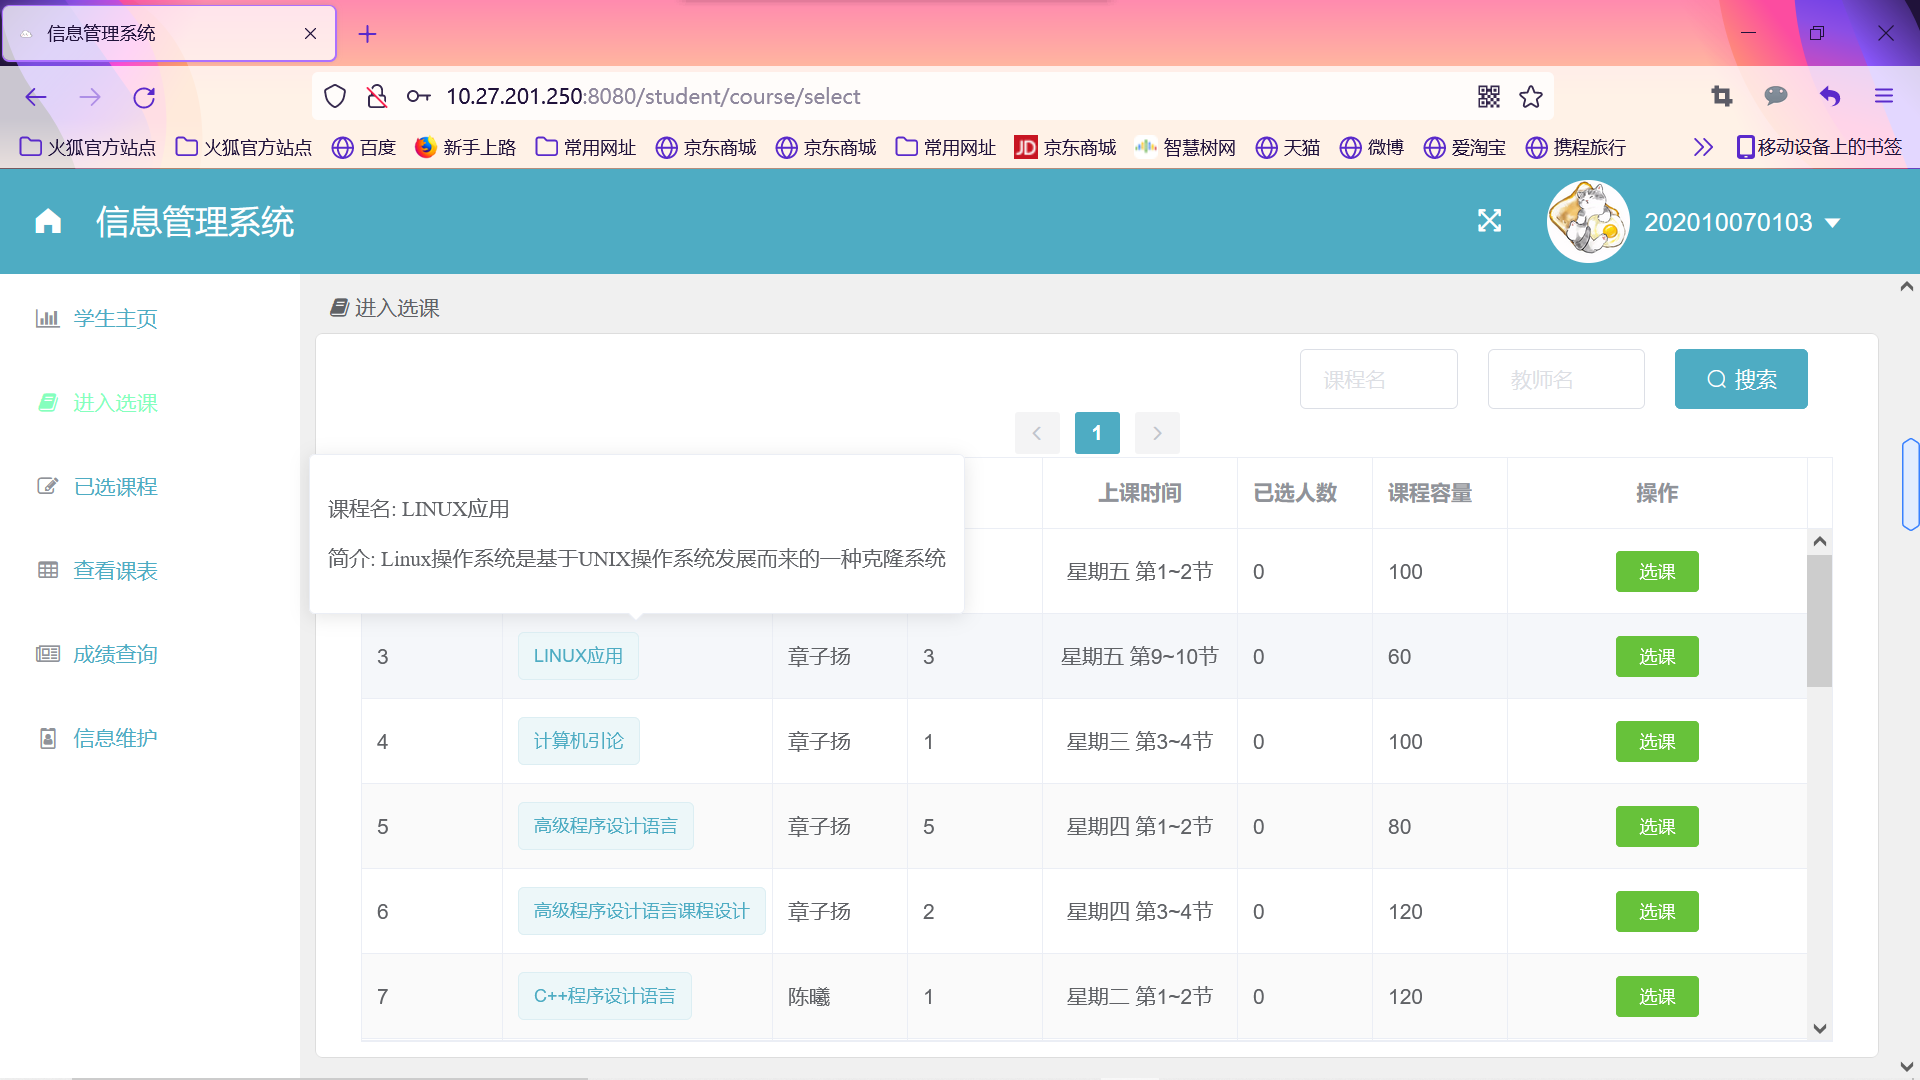 信息管理系统
10.27.201.250:8080/student/course/select
火狐官方站点 火狐官方站点 百度 新手上路 常用网址 京东商城 京东商城 常用网址 JD 京东商城 智慧树网 天猫 微博 爱淘宝 携程旅行 移动设备上的书签
信息管理系统 202010070103
学生主页
进入选课
已选课程
查看课表
成绩查询
信息维护
进入选课
课程名 教师名 搜索
1
上课时间 已选人数 课程容量 操作
课程名: LINUX应用
简介: Linux操作系统是基于UNIX操作系统发展而来的一种克隆系统
星期五 第1~2节 0 100 选课
3 LINUX应用 章子扬 3 星期五 第9~10节 0 60 选课
4 计算机引论 章子扬 1 星期三 第3~4节 0 100 选课
5 高级程序设计语言 章子扬 5 星期四 第1~2节 0 80 选课
6 高级程序设计语言课程设计 章子扬 2 星期四 第3~4节 0 120 选课
7 C++程序设计语言 陈曦 1 星期二 第1~2节 0 120 选课